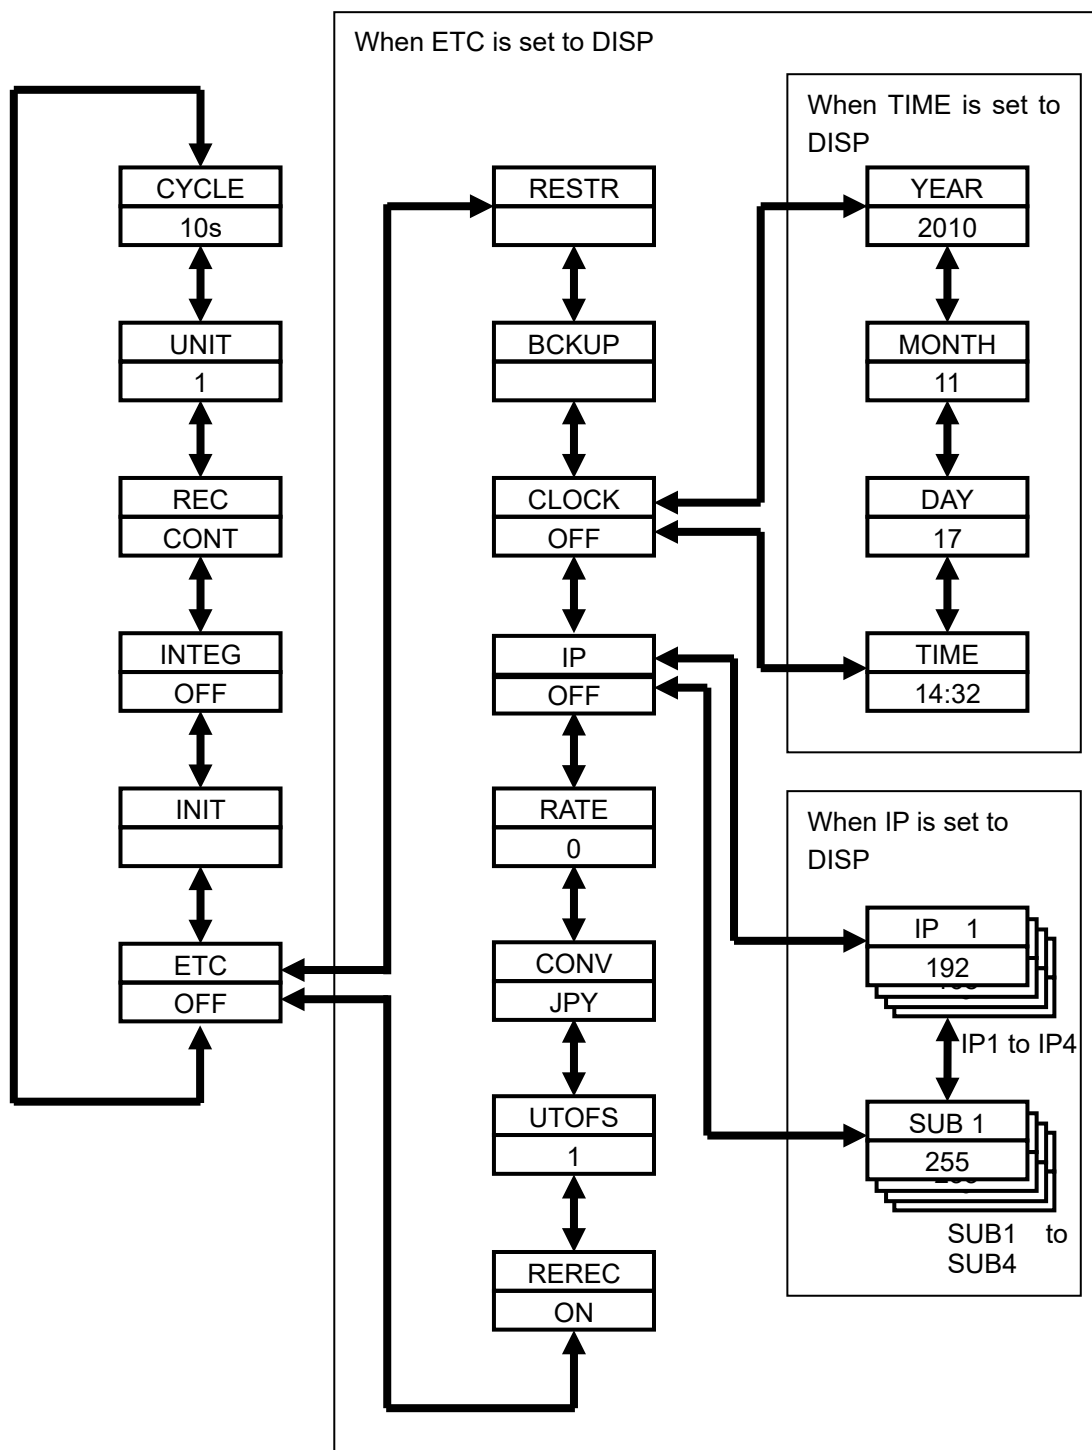 When ETC is set to DISP
CYCLE
10s
UNIT
1
REC
CONT
INTEG
OFF
INIT
ETC
OFF
RESTR
BCKUP
CLOCK
OFF
IP
OFF
RATE
0
CONV
JPY
UTOFS
1
REREC
ON
When TIME is set to
DISP
YEAR
2010
MONTH
11
DAY
17
TIME
14:32
When IP is set to
DISP
IP 1
192
IP1 to IP4
SUB 1
255
SUB1 to
SUB4